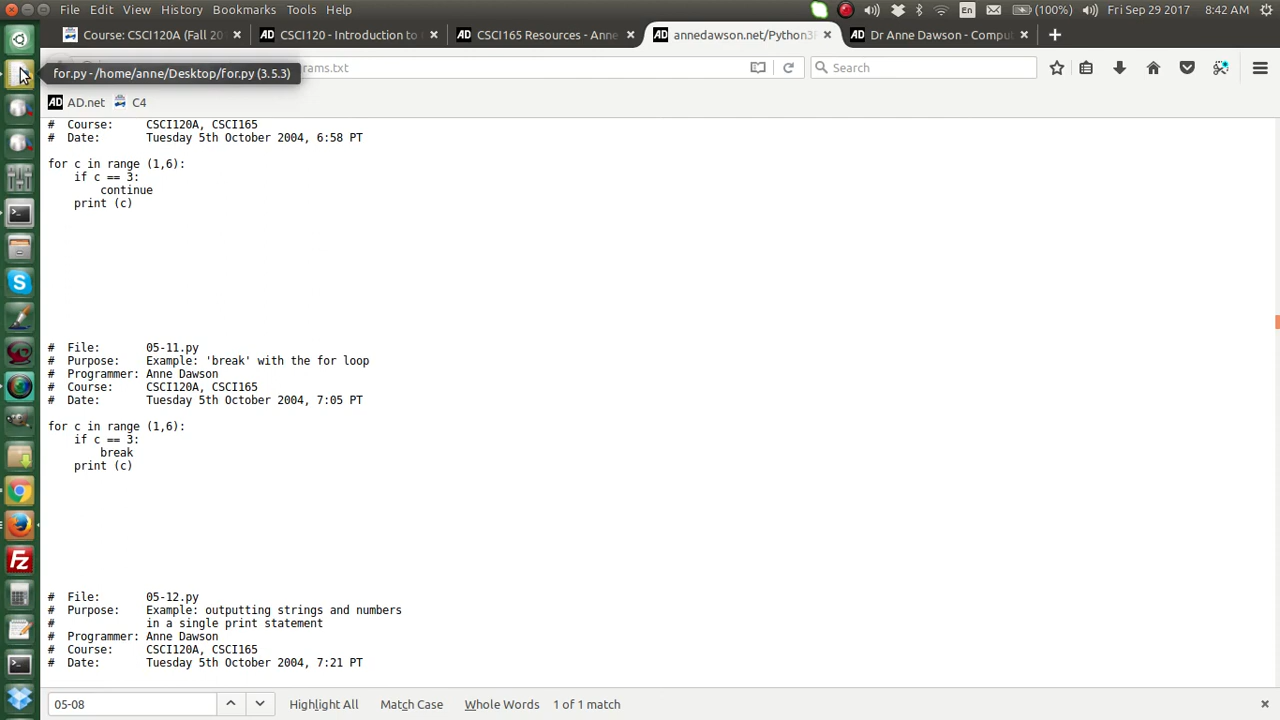 File Edit View History Bookmarks Tools Help
En (100%) Fri Sep 29 2017 8:42 AM
Course: CSCI120A (Fall 20
AD CSCI120 - Introduction to
AD CSCI165 Resources - Anne
AD annedawson.net/Python3P
AD Dr Anne Dawson - Comput
for.py - /home/anne/Desktop/for.py (3.5.3)
rams.txt
Search
AD AD.net C4
# Course: CSCI120A, CSCI165
# Date: Tuesday 5th October 2004, 6:58 PT
for c in range (1,6):
if c == 3:
continue
print (c)
# File: 05-11.py
# Purpose: Example: 'break' with the for loop
# Programmer: Anne Dawson
# Course: CSCI120A, CSCI165
# Date: Tuesday 5th October 2004, 7:05 PT
for c in range (1,6):
if c == 3:
break
print (c)
# File: 05-12.py
# Purpose: Example: outputting strings and numbers
# in a single print statement
# Programmer: Anne Dawson
# Course: CSCI120A, CSCI165
# Date: Tuesday 5th October 2004, 7:21 PT
Fz
05-08 Highlight All Match Case Whole Words 1 of 1 match